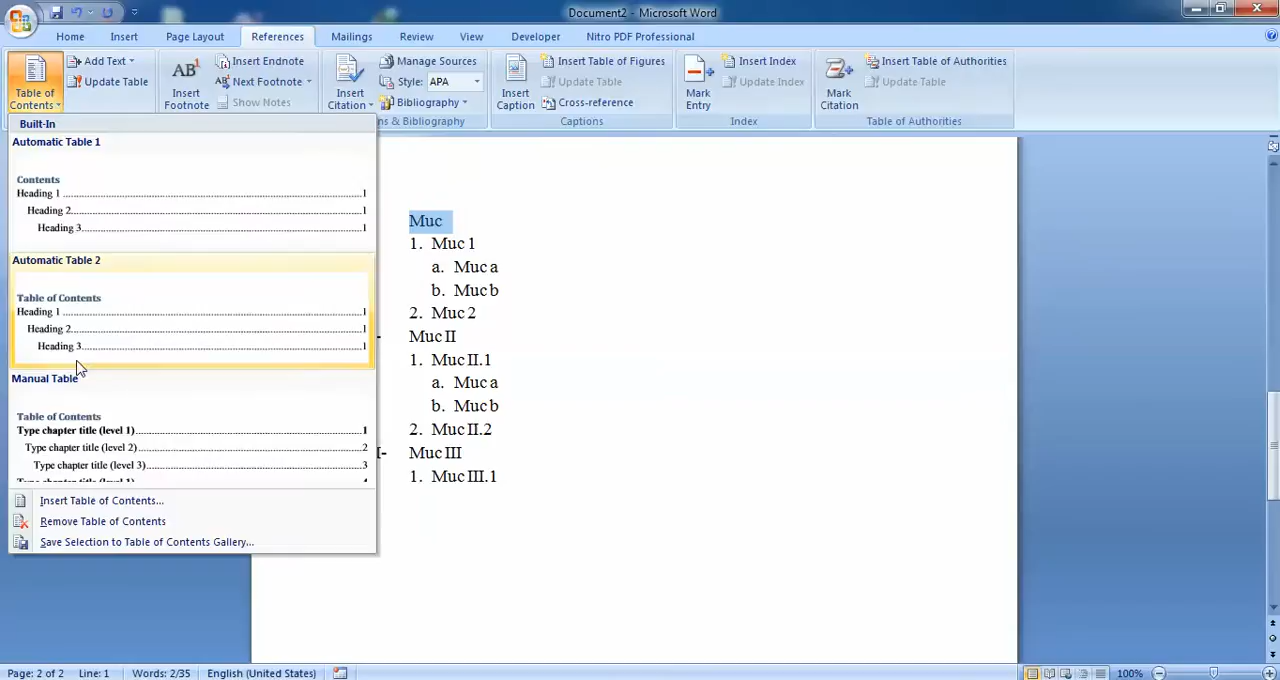 Document2 - Microsoft Word
Home Insert Page Layout References Mailings Review View Developer Nitro PDF Professional
Table of Contents
Add Text
Update Table
AB¹ Insert Footnote
Insert Endnote
Next Footnote
Show Notes
Insert Citation
Manage Sources
Style: APA
Bibliography
ns & Bibliography
Insert Caption
Insert Table of Figures
Update Table
Cross-reference
Captions
Mark Entry
Insert Index
Update Index
Index
Mark Citation
Insert Table of Authorities
Update Table
Table of Authorities
Built-In
Automatic Table 1
Contents
Heading 1 1
Heading 2 1
Heading 3 1
Automatic Table 2
Table of Contents
Heading 1 1
Heading 2 1
Heading 3 1
Manual Table
Table of Contents
Type chapter title (level 1) 1
Type chapter title (level 2) 2
Type chapter title (level 3) 3
Type chapter title (level 1) 4
Insert Table of Contents...
Remove Table of Contents
Save Selection to Table of Contents Gallery...
Muc
1. Muc 1
a. Muc a
b. Muc b
2. Muc 2
- Muc II
1. Muc II.1
a. Muc a
b. Muc b
2. Muc II.2
I- Muc III
1. Muc III.1
Page: 2 of 2 Line: 1 Words: 2/35 English (United States) 100%